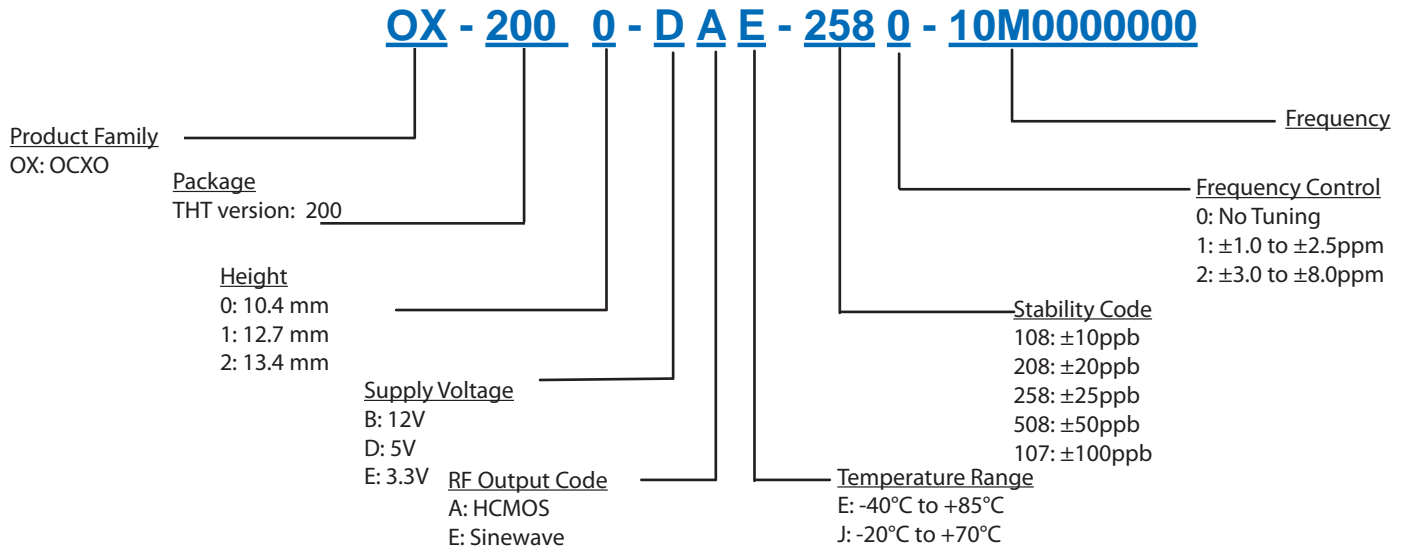 OX - 200 0 - D A E - 258 0 - 10M0000000
Frequency
Product Family
OX: OCXO
Package
THT version: 200
Frequency Control
0: No Tuning
1: ±1.0 to ±2.5ppm
2: ±3.0 to ±8.0ppm
Height
0: 10.4 mm
1: 12.7 mm
2: 13.4 mm
Stability Code
108: ±10ppb
208: ±20ppb
258: ±25ppb
508: ±50ppb
107: ±100ppb
Supply Voltage
B: 12V
D: 5V
E: 3.3V
RF Output Code
A: HCMOS
E: Sinewave
Temperature Range
E: -40°C to +85°C
J: -20°C to +70°C